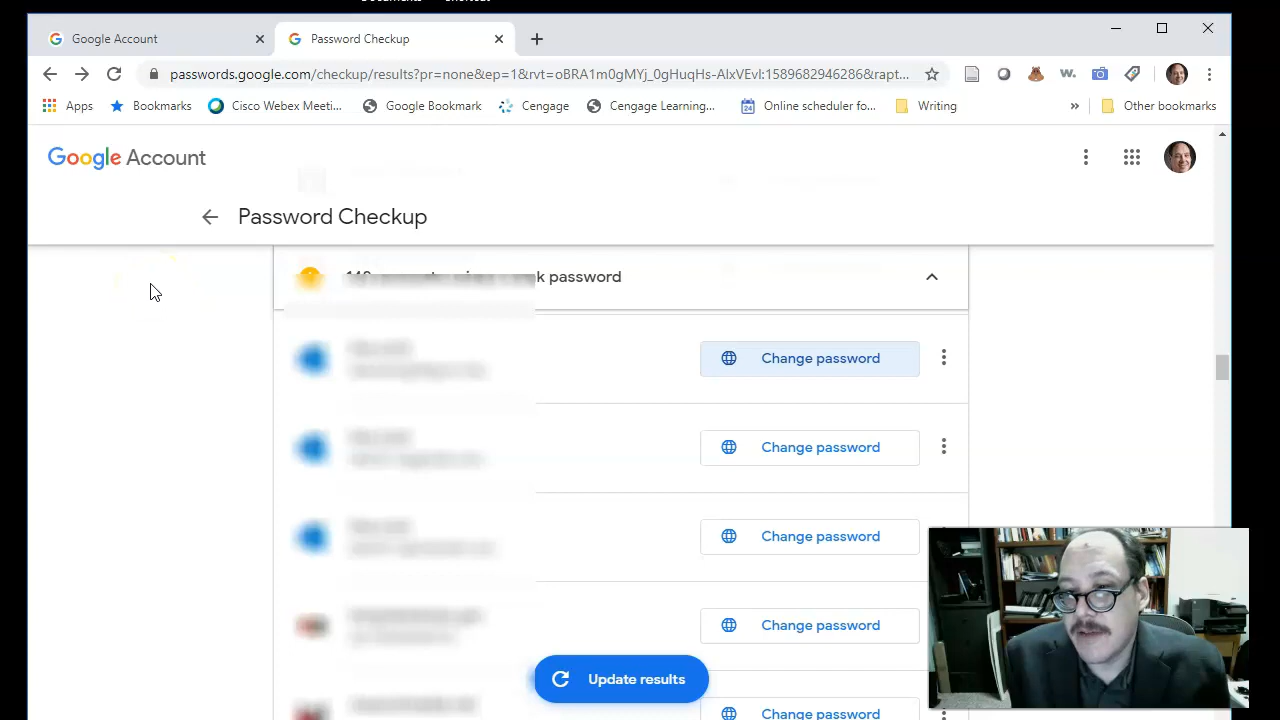 Google Account
Password Checkup
passwords.google.com/checkup/results?pr=none&ep=1&rvt=oBRA1m0gMYj_0gHuqHs-AlxVEvI:1589682946286&rapt...
Apps
Bookmarks
Cisco Webex Meeti...
Google Bookmark
Cengage
Cengage Learning...
24
Online scheduler fo...
»
Writing
Other bookmarks
Google Account
Password Checkup
password
Change password
Change password
Change password
Change password
Update results
Change password